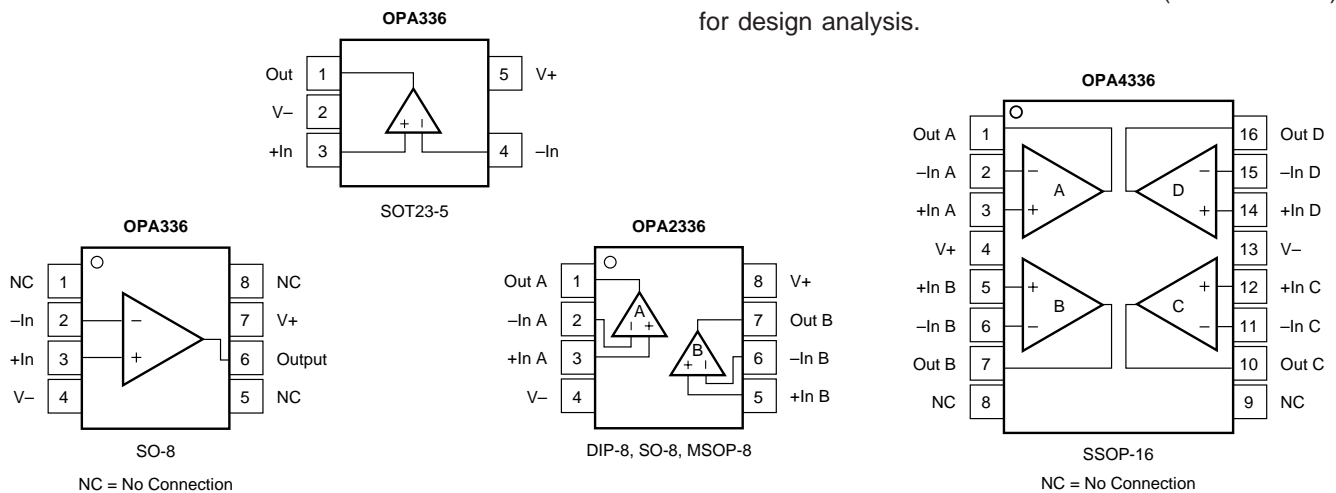 for design analysis.
OPA336
Out 1 5 V+
V– 2
+In 3 4 –In
+ –
SOT23-5
OPA336
NC 1 8 NC
–In 2 – 7 V+
+In 3 + 6 Output
V– 4 5 NC
SO-8
NC = No Connection
OPA2336
Out A 1 8 V+
–In A 2 A 7 Out B
– +
+In A 3 B 6 –In B
+ –
V– 4 5 +In B
DIP-8, SO-8, MSOP-8
OPA4336
Out A 1 16 Out D
–In A 2 – – 15 –In D
A D
+In A 3 + + 14 +In D
V+ 4 13 V–
+In B 5 + + 12 +In C
B C
–In B 6 – – 11 –In C
Out B 7 10 Out C
NC 8 9 NC
SSOP-16
NC = No Connection